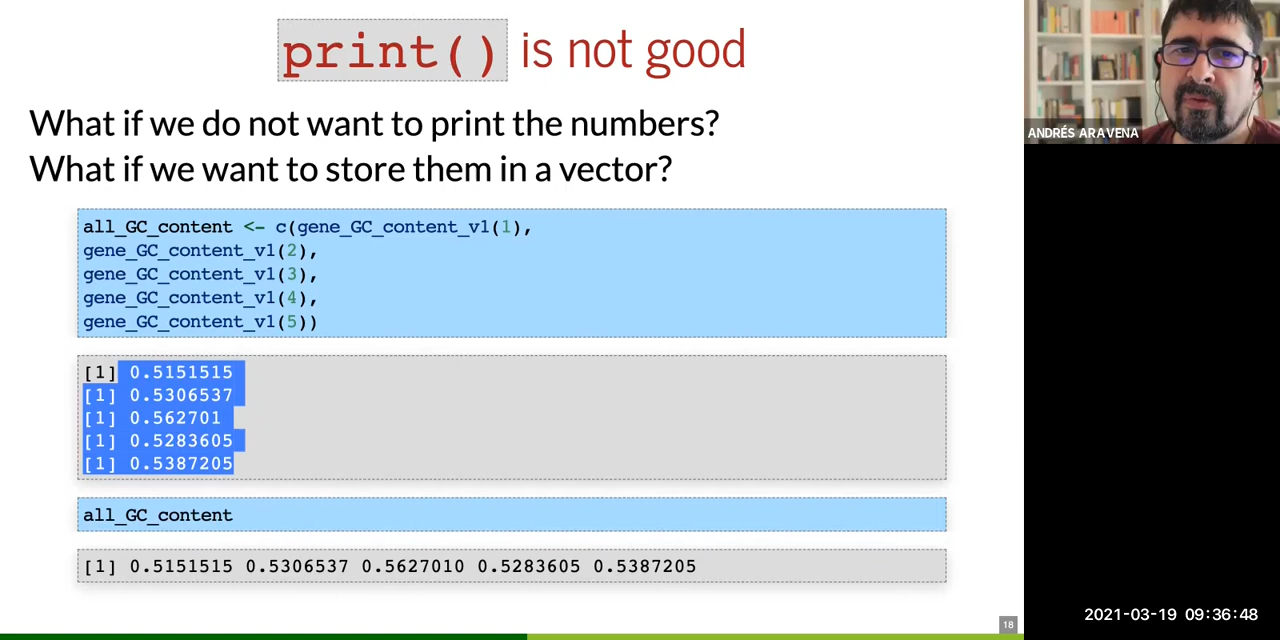 print() is not good
What if we do not want to print the numbers?
What if we want to store them in a vector?
all_GC_content <- c(gene_GC_content_v1(1),
gene_GC_content_v1(2),
gene_GC_content_v1(3),
gene_GC_content_v1(4),
gene_GC_content_v1(5))
[1] 0.5151515
[1] 0.5306537
[1] 0.562701
[1] 0.5283605
[1] 0.5387205
all_GC_content
[1] 0.5151515 0.5306537 0.5627010 0.5283605 0.5387205
18
ANDRÉS ARAVENA
2021-03-19 09:36:48